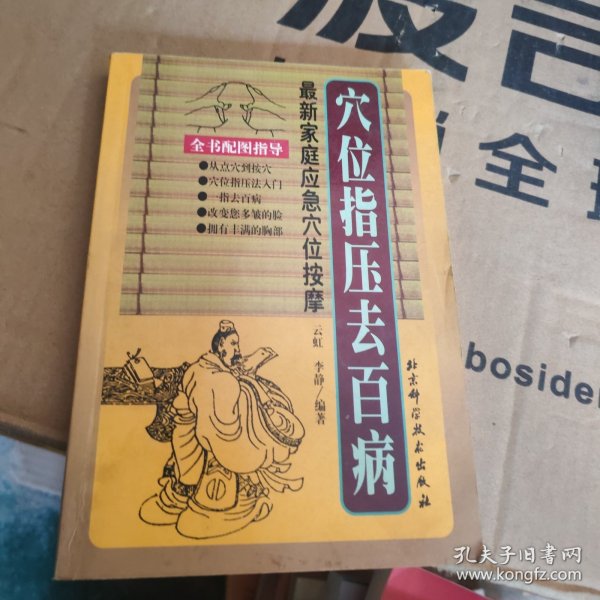 穴位指压去百病
最新家庭应急穴位按摩
全书配图指导
●从点穴到按穴
●穴位指压法入门
●一指去百病
●改变您多皱的脸
●拥有丰满的胸部
云虹 李静/编著
北京科学技术出版社
bosiden
全
孔夫子旧书网
www.kongfz.com